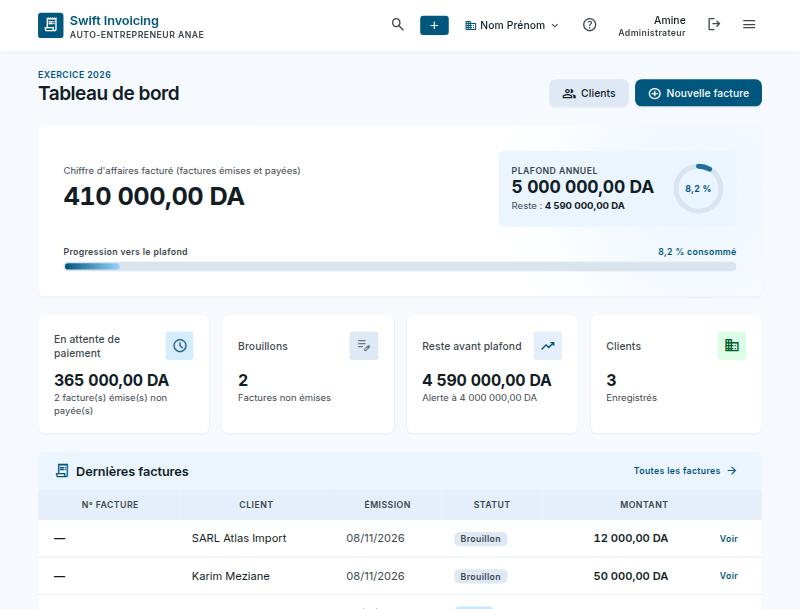 Swift Invoicing
AUTO-ENTREPRENEUR ANAE
Nom Prénom
Amine
Administrateur
EXERCICE 2026
Tableau de bord
Clients
Nouvelle facture
Chiffre d'affaires facturé (factures émises et payées)
410 000,00 DA
PLAFOND ANNUEL
5 000 000,00 DA
Reste : 4 590 000,00 DA
8,2 %
Progression vers le plafond
8,2 % consommé
En attente de
paiement
365 000,00 DA
2 facture(s) émise(s) non
payée(s)
Brouillons
2
Factures non émises
Reste avant plafond
4 590 000,00 DA
Alerte à 4 000 000,00 DA
Clients
3
Enregistrés
Dernières factures
Toutes les factures
N° FACTURE CLIENT ÉMISSION STATUT MONTANT
— SARL Atlas Import 08/11/2026 Brouillon 12 000,00 DA Voir
— Karim Meziane 08/11/2026 Brouillon 50 000,00 DA Voir